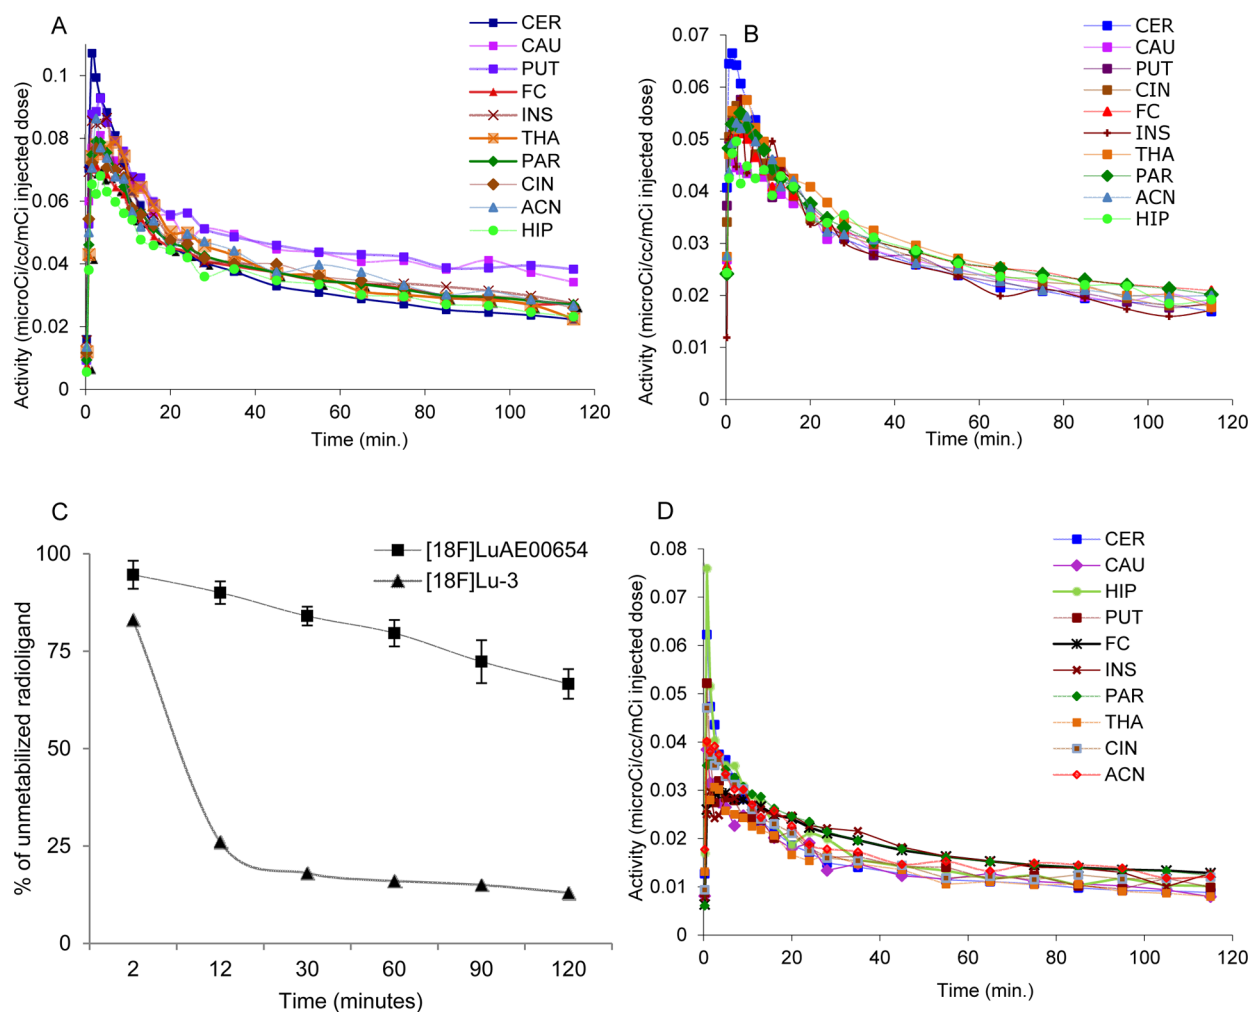 A
CER
CAU
PUT
FC
INS
THA
PAR
CIN
ACN
HIP
0.1
0.08
0.06
0.04
0.02
0
0 20 40 60 80 100 120
Time (min.)
Activity (microCi/cc/mCi injected dose)
B
CER
CAU
PUT
CIN
FC
INS
THA
PAR
ACN
HIP
0.07
0.06
0.05
0.04
0.03
0.02
0.01
0
0 20 40 60 80 100 120
Time (min.)
Activity (microCi/cc/mCi injected dose)
C
[18F]LuAE00654
[18F]Lu-3
100
75
50
25
0
2 12 30 60 90 120
Time (minutes)
% of unmetabilized radioligand
D
CER
CAU
HIP
PUT
FC
INS
PAR
THA
CIN
ACN
0.08
0.07
0.06
0.05
0.04
0.03
0.02
0.01
0
0 20 40 60 80 100 120
Time (min.)
Activity (microCi/cc/mCi injected dose)